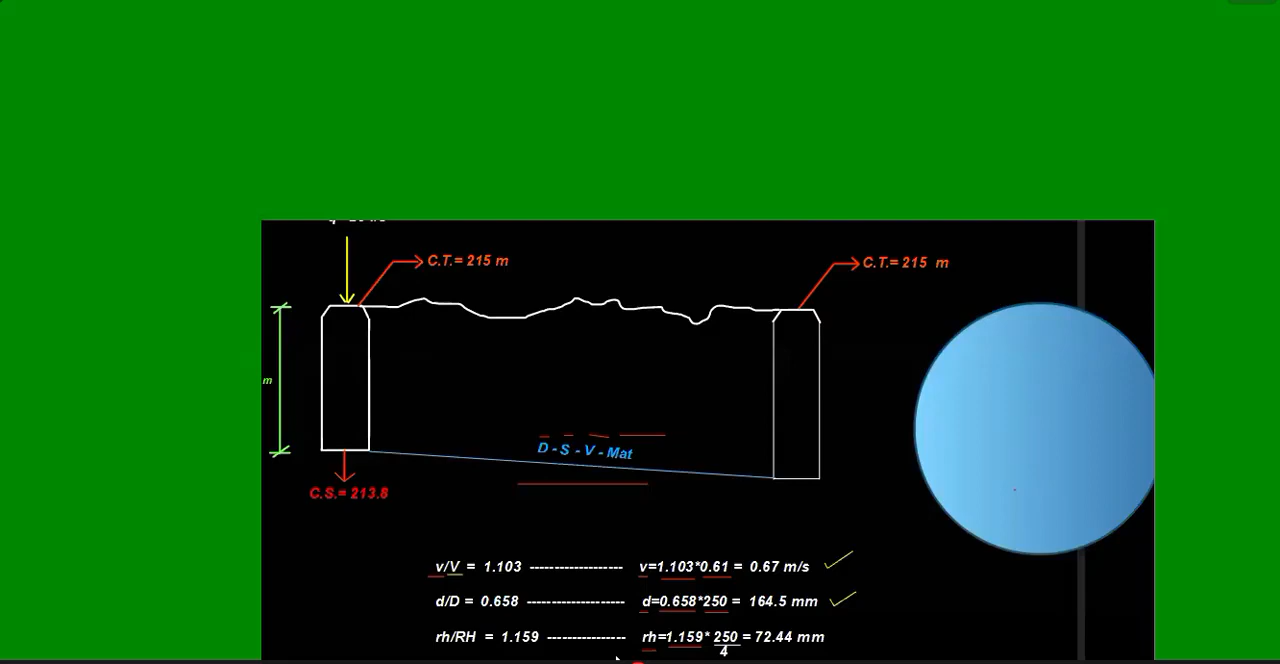 C.T.= 215 m
C.T.= 215 m
m
D - S - V - Mat
C.S.= 213.8
v/V = 1.103 ------------------- v=1.103*0.61 = 0.67 m/s
d/D = 0.658 -------------------- d=0.658*250 = 164.5 mm
rh/RH = 1.159 ---------------- rh=1.159* 250 = 72.44 mm
4